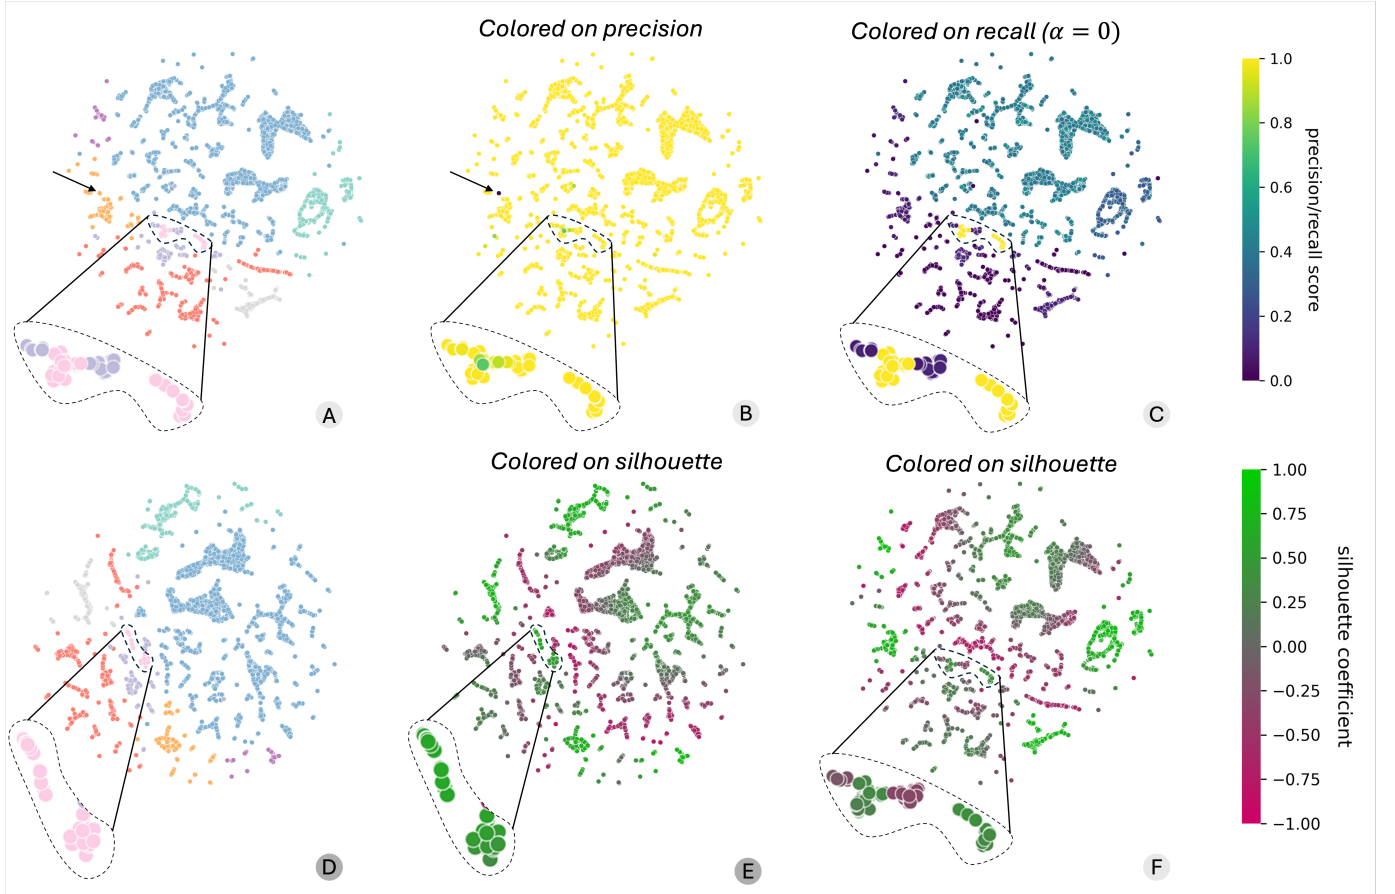 Colored on precision
Colored on recall (α = 0)
1.0
0.8
0.6
0.4
0.2
0.0
precision/recall score
A
B
C
Colored on silhouette
Colored on silhouette
1.00
0.75
0.50
0.25
0.00
−0.25
−0.50
−0.75
−1.00
silhouette coefficient
D
E
F